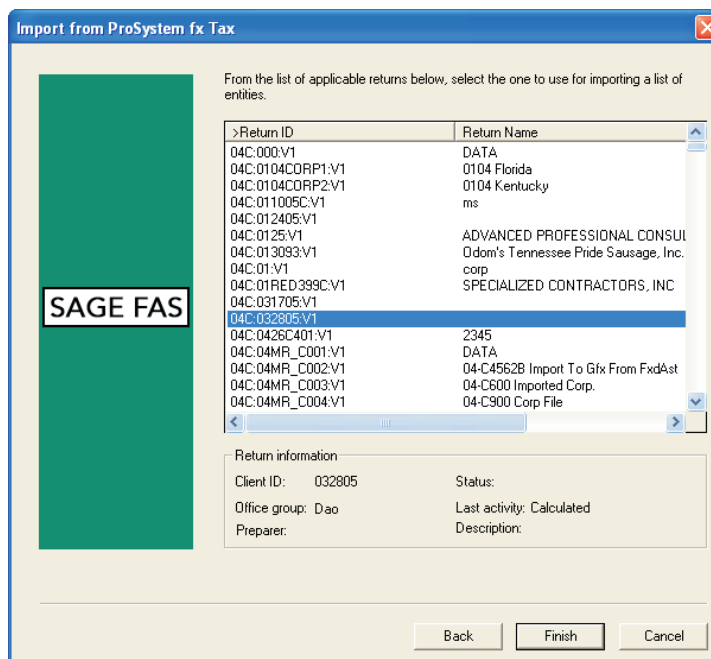 Import from ProSystem fx Tax
From the list of applicable returns below, select the one to use for importing a list of
entities.
>Return ID Return Name
04C:000:V1 DATA
04C:0104CORP1:V1 0104 Florida
04C:0104CORP2:V1 0104 Kentucky
04C:011005C:V1 ms
04C:012405:V1
04C:0125:V1 ADVANCED PROFESSIONAL CONSUL
04C:013093:V1 Odom's Tennessee Pride Sausage, Inc.
04C:01:V1 corp
04C:01RED399C:V1 SPECIALIZED CONTRACTORS, INC
04C:031705:V1
04C:032805:V1
04C:0426C401:V1 2345
04C:04MR_C001:V1 DATA
04C:04MR_C002:V1 04-C4562B Import To Gfx From FxdAst
04C:04MR_C003:V1 04-C600 Imported Corp.
04C:04MR_C004:V1 04-C900 Corp File
SAGE FAS
Return information
Client ID: 032805 Status:
Office group: Dao Last activity: Calculated
Preparer: Description:
Back Finish Cancel